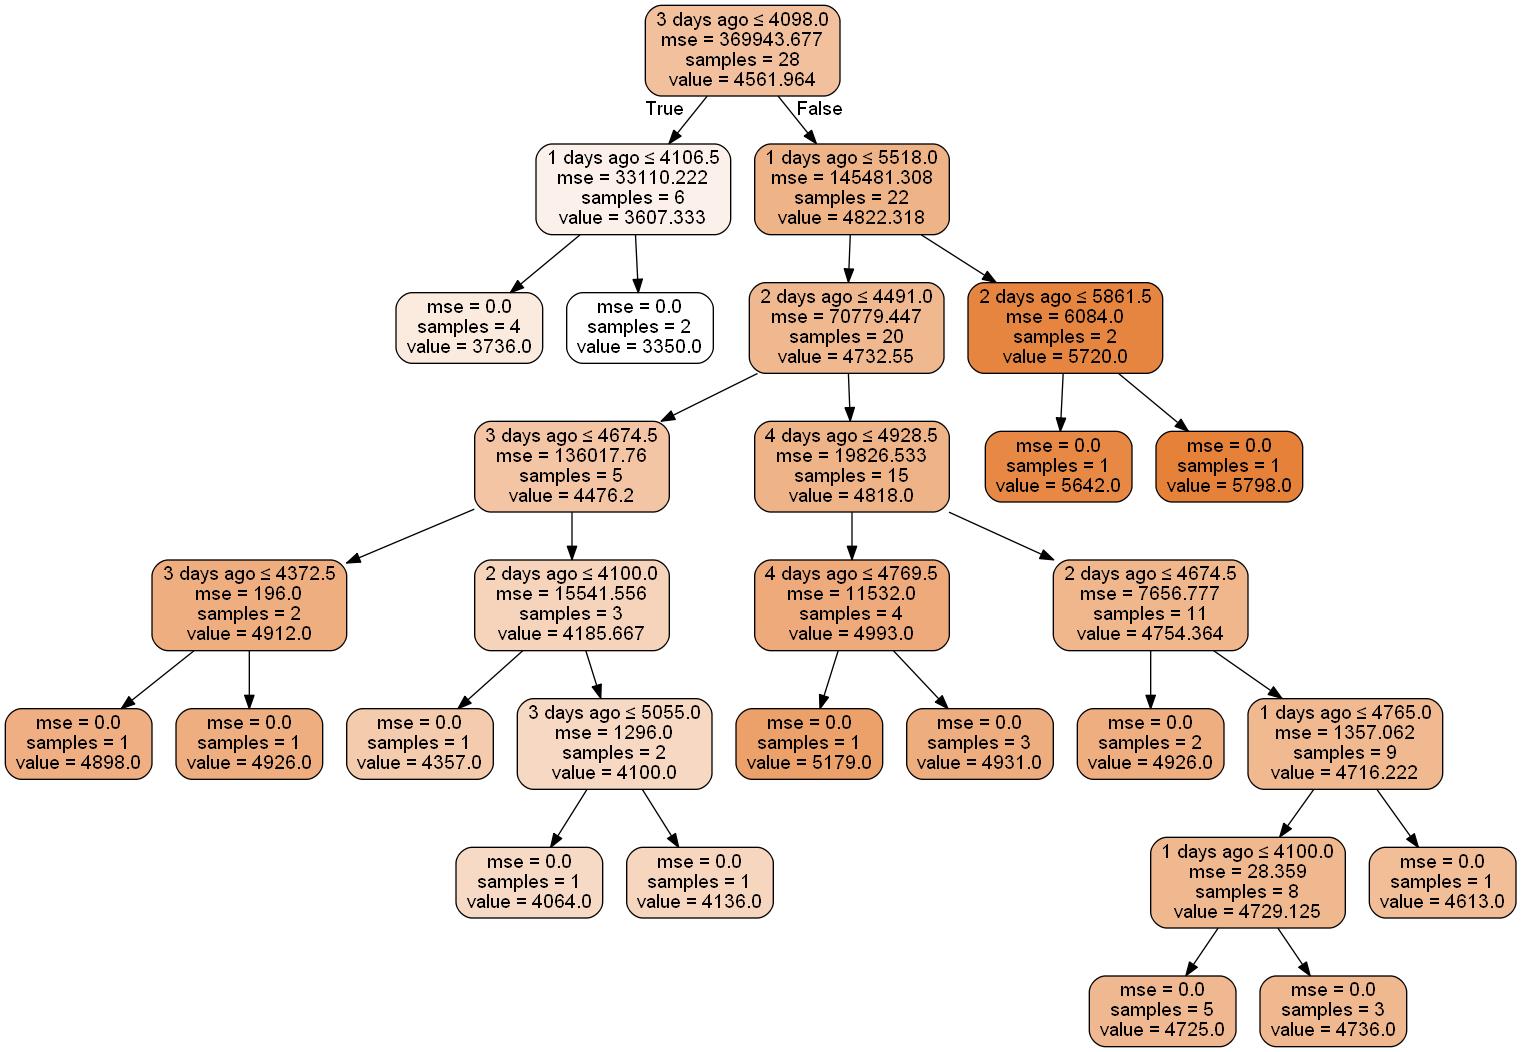 3 days ago ≤ 4098.0
mse = 369943.677
samples = 28
value = 4561.964
True
False
1 days ago ≤ 4106.5
mse = 33110.222
samples = 6
value = 3607.333
1 days ago ≤ 5518.0
mse = 145481.308
samples = 22
value = 4822.318
mse = 0.0
samples = 4
value = 3736.0
mse = 0.0
samples = 2
value = 3350.0
2 days ago ≤ 4491.0
mse = 70779.447
samples = 20
value = 4732.55
2 days ago ≤ 5861.5
mse = 6084.0
samples = 2
value = 5720.0
3 days ago ≤ 4674.5
mse = 136017.76
samples = 5
value = 4476.2
4 days ago ≤ 4928.5
mse = 19826.533
samples = 15
value = 4818.0
mse = 0.0
samples = 1
value = 5642.0
mse = 0.0
samples = 1
value = 5798.0
3 days ago ≤ 4372.5
mse = 196.0
samples = 2
value = 4912.0
2 days ago ≤ 4100.0
mse = 15541.556
samples = 3
value = 4185.667
4 days ago ≤ 4769.5
mse = 11532.0
samples = 4
value = 4993.0
2 days ago ≤ 4674.5
mse = 7656.777
samples = 11
value = 4754.364
mse = 0.0
samples = 1
value = 4898.0
mse = 0.0
samples = 1
value = 4926.0
mse = 0.0
samples = 1
value = 4357.0
3 days ago ≤ 5055.0
mse = 1296.0
samples = 2
value = 4100.0
mse = 0.0
samples = 1
value = 5179.0
mse = 0.0
samples = 3
value = 4931.0
mse = 0.0
samples = 2
value = 4926.0
1 days ago ≤ 4765.0
mse = 1357.062
samples = 9
value = 4716.222
mse = 0.0
samples = 1
value = 4064.0
mse = 0.0
samples = 1
value = 4136.0
1 days ago ≤ 4100.0
mse = 28.359
samples = 8
value = 4729.125
mse = 0.0
samples = 1
value = 4613.0
mse = 0.0
samples = 5
value = 4725.0
mse = 0.0
samples = 3
value = 4736.0